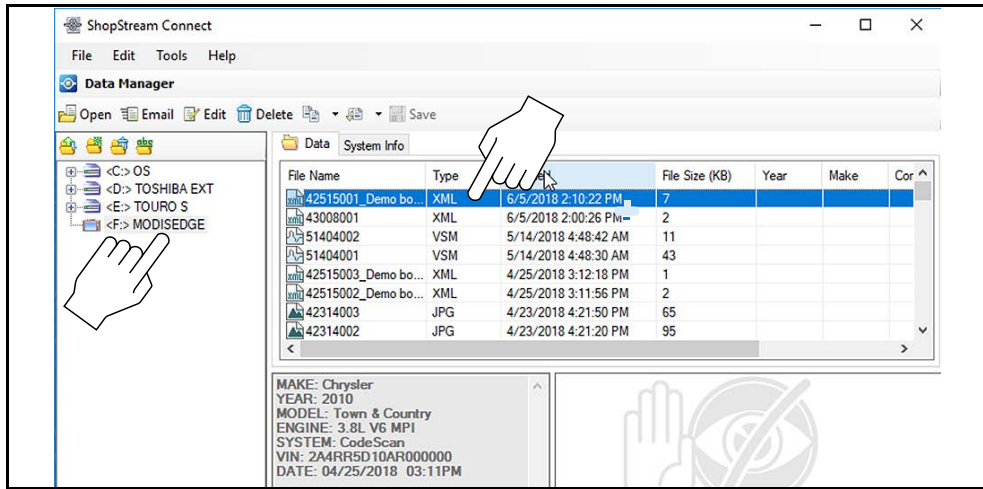 ShopStream Connect
File Edit Tools Help
Data Manager
Open Email Edit Delete Save
abg
Data System Info
<C:> OS
<D:> TOSHIBA EXT
<E:> TOURO S
<F:> MODISEDGE
File Name Type File Size (KB) Year Make Cor
42515001_Demo bo... XML 6/5/2018 2:10:22 PM 7
43008001 XML 6/5/2018 2:00:26 PM 2
51404002 VSM 5/14/2018 4:48:42 AM 11
51404001 VSM 5/14/2018 4:48:30 AM 43
42515003_Demo bo... XML 4/25/2018 3:12:18 PM 1
42515002_Demo bo... XML 4/25/2018 3:11:56 PM 2
42314003 JPG 4/23/2018 4:21:50 PM 65
42314002 JPG 4/23/2018 4:21:20 PM 95
MAKE: Chrysler
YEAR: 2010
MODEL: Town & Country
ENGINE: 3.8L V6 MPI
SYSTEM: CodeScan
VIN: 2A4RR5D10AR000000
DATE: 04/25/2018 03:11PM